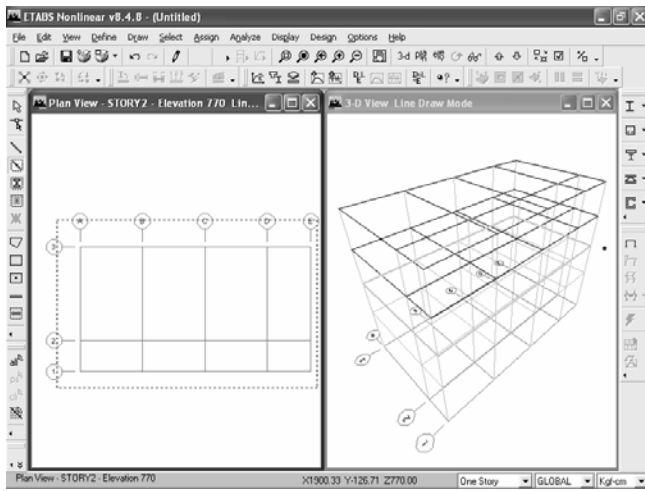 ETABS Nonlinear v8.4.8 - (Untitled)
File Edit View Define Draw Select Assign Analyze Display Design Options Help
3-d
Plan View - STORY2 - Elevation 770 Lin...
3-D View Line Draw Mode
A B C D E
3
2
1
Plan View - STORY2 - Elevation 770
X1900.33 Y-126.71 Z770.00
One Story
GLOBAL
Kgf-cm